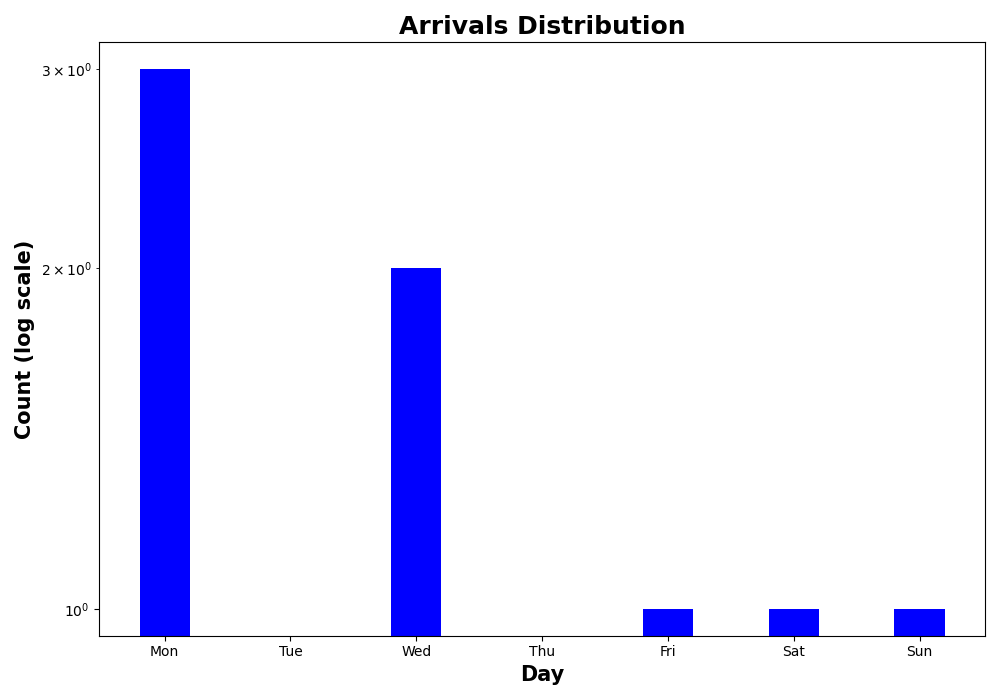 Arrivals Distribution
3 × 10⁰
2 × 10⁰
10⁰
Count (log scale)
Mon Tue Wed Thu Fri Sat Sun
Day